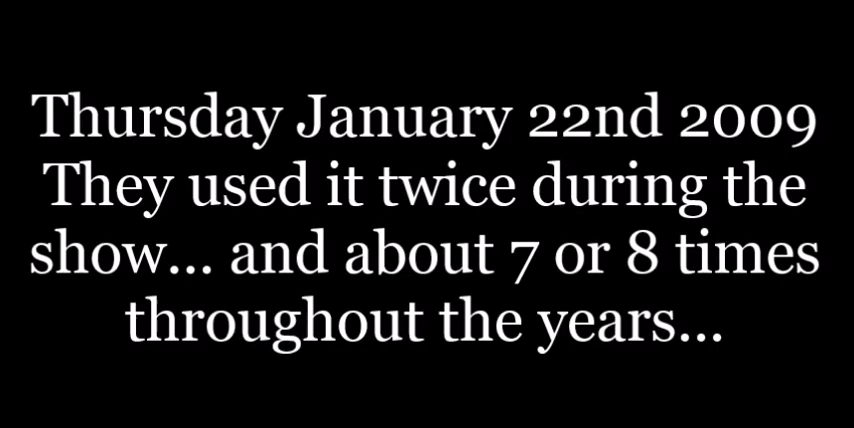 Thursday January 22nd 2009
They used it twice during the
show... and about 7 or 8 times
throughout the years...